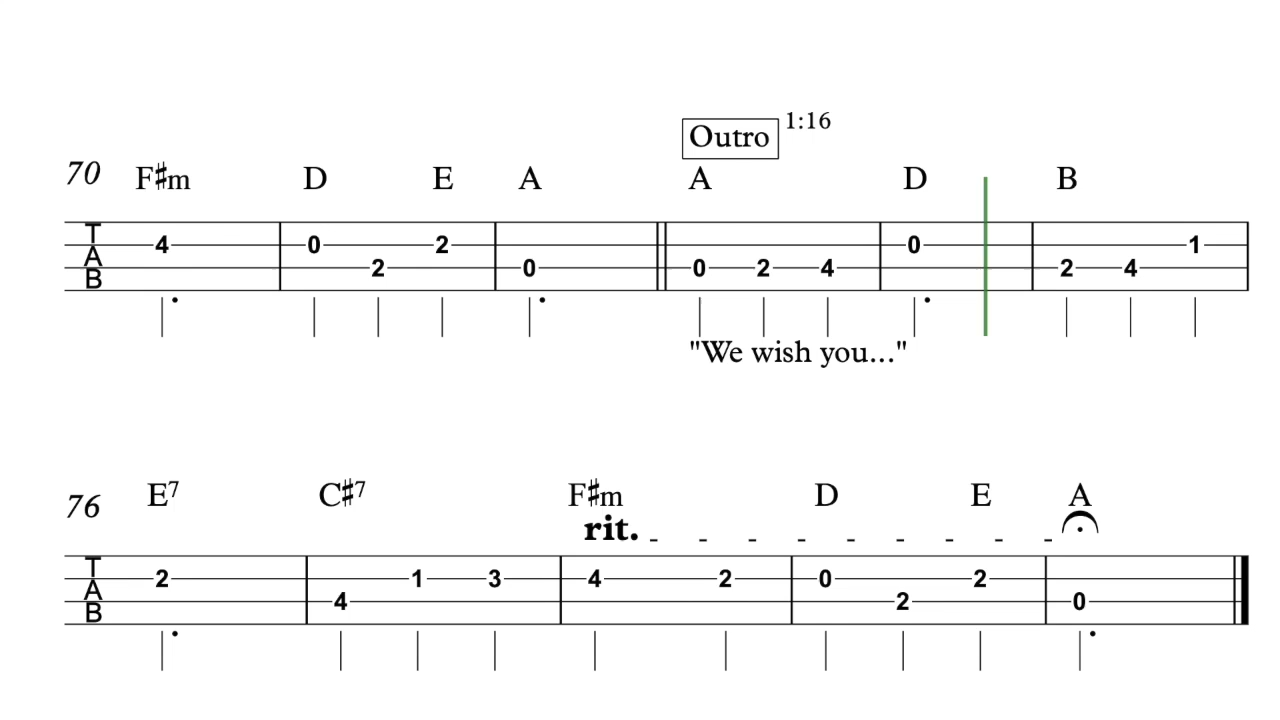 Outro 1:16
70 F♯m D E A A D B
T
A
B
4 0 2 2 0 0 2 4 0 2 4 1
"We wish you..."
76 E7 C♯7 F♯m D E A
rit. _ _ _ _ _ _ _ _ _
T
A
B
2 4 1 3 4 2 0 2 2 0